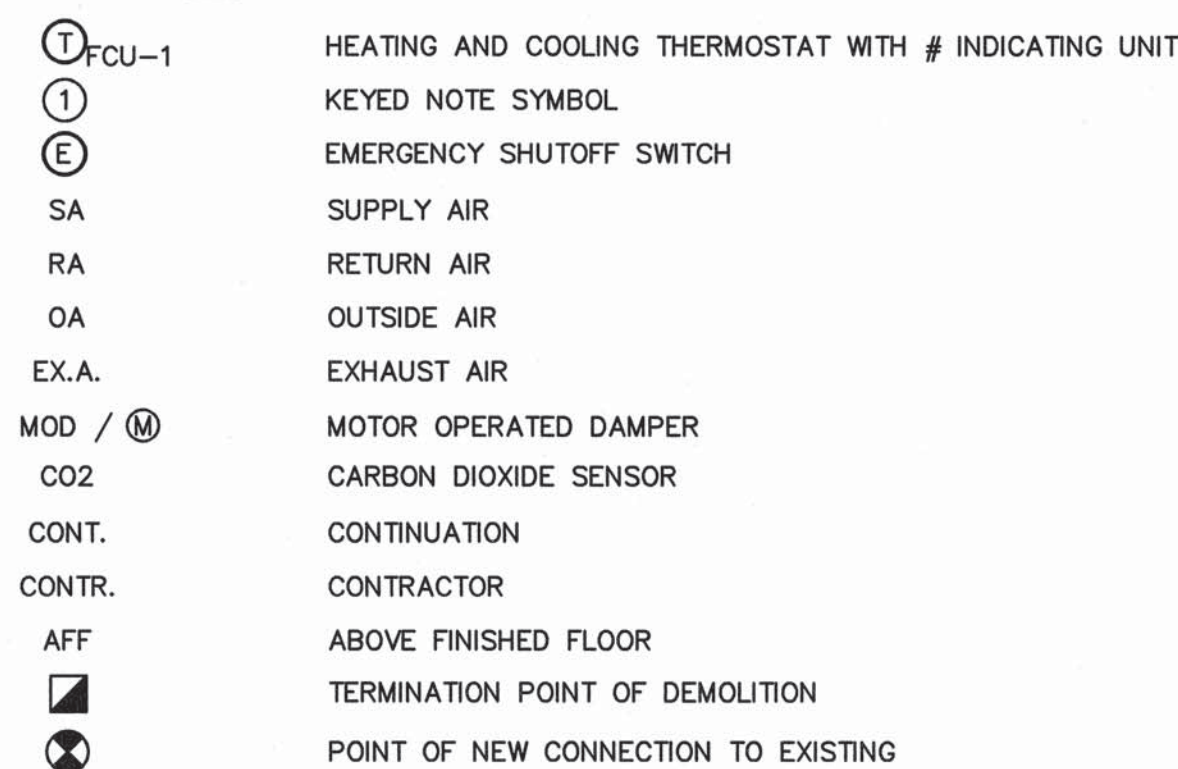 T FCU-1 HEATING AND COOLING THERMOSTAT WITH # INDICATING UNIT
1 KEYED NOTE SYMBOL
E EMERGENCY SHUTOFF SWITCH
SA SUPPLY AIR
RA RETURN AIR
OA OUTSIDE AIR
EX.A. EXHAUST AIR
MOD / M MOTOR OPERATED DAMPER
CO2 CARBON DIOXIDE SENSOR
CONT. CONTINUATION
CONTR. CONTRACTOR
AFF ABOVE FINISHED FLOOR
TERMINATION POINT OF DEMOLITION
POINT OF NEW CONNECTION TO EXISTING